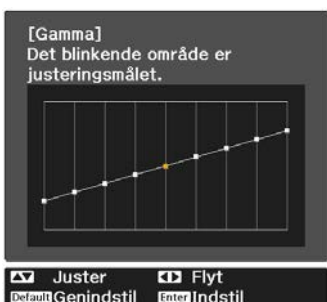 [Gamma]
Det blinkende område er
justeringsmålet.
Juster Flyt
Default Genindstil Enter Indstil